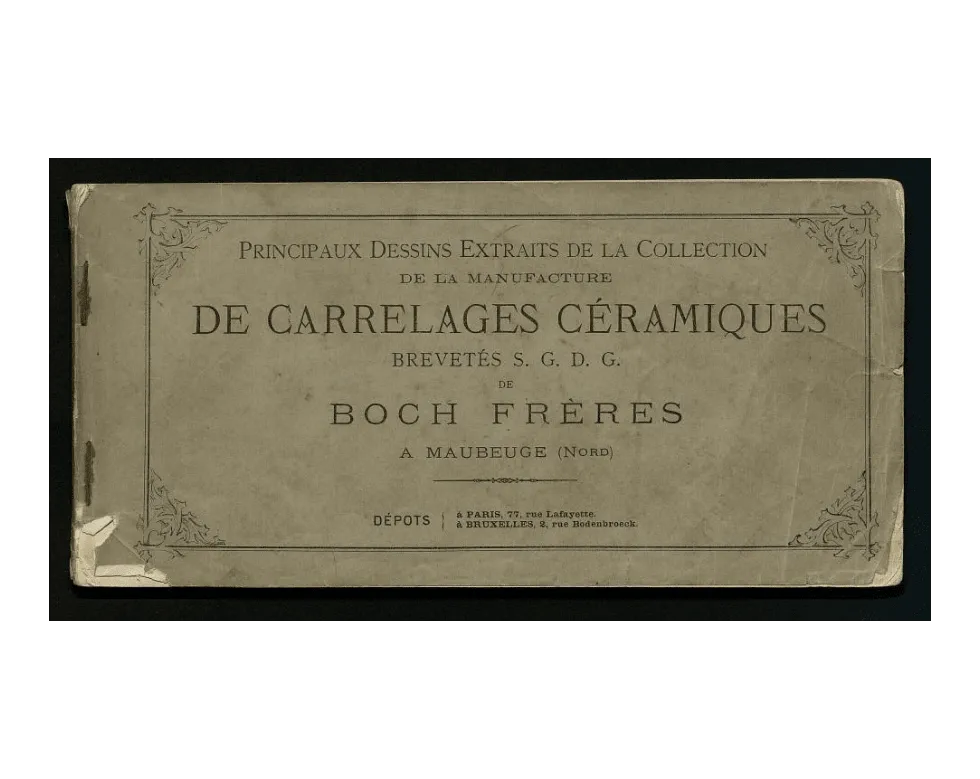 PRINCIPAUX DESSINS EXTRAITS DE LA COLLECTION
DE LA MANUFACTURE
DE CARRELAGES CÉRAMIQUES
BREVETÉS S. G. D. G.
DE
BOCH FRÈRES
A MAUBEUGE (NORD)
DÉPOTS
à PARIS, 77, rue Lafayette.
à BRUXELLES, 2, rue Bodenbroeck.